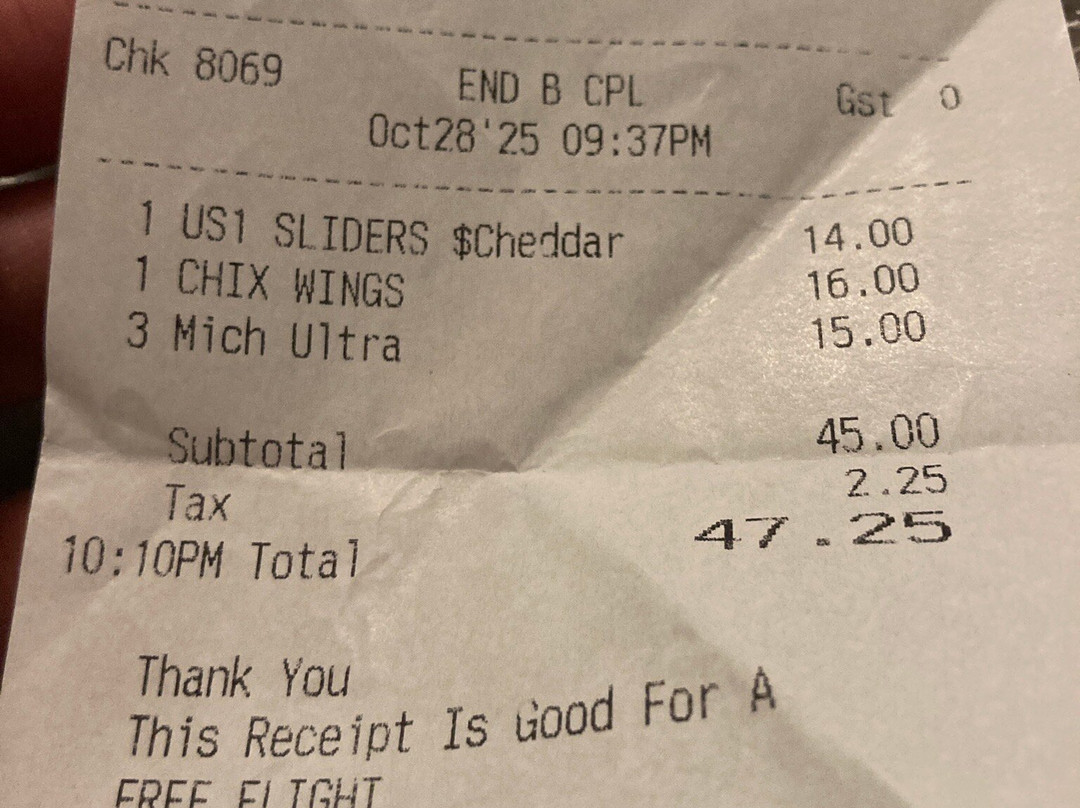 Chk 8069 END B CPL Gst 0
Oct28'25 09:37PM
1 US1 SLIDERS $Cheddar 14.00
1 CHIX WINGS 16.00
3 Mich Ultra 15.00
Subtotal 45.00
Tax 2.25
10:10PM Total 47.25
Thank You
This Receipt Is Good For A
FREE FLIGHT